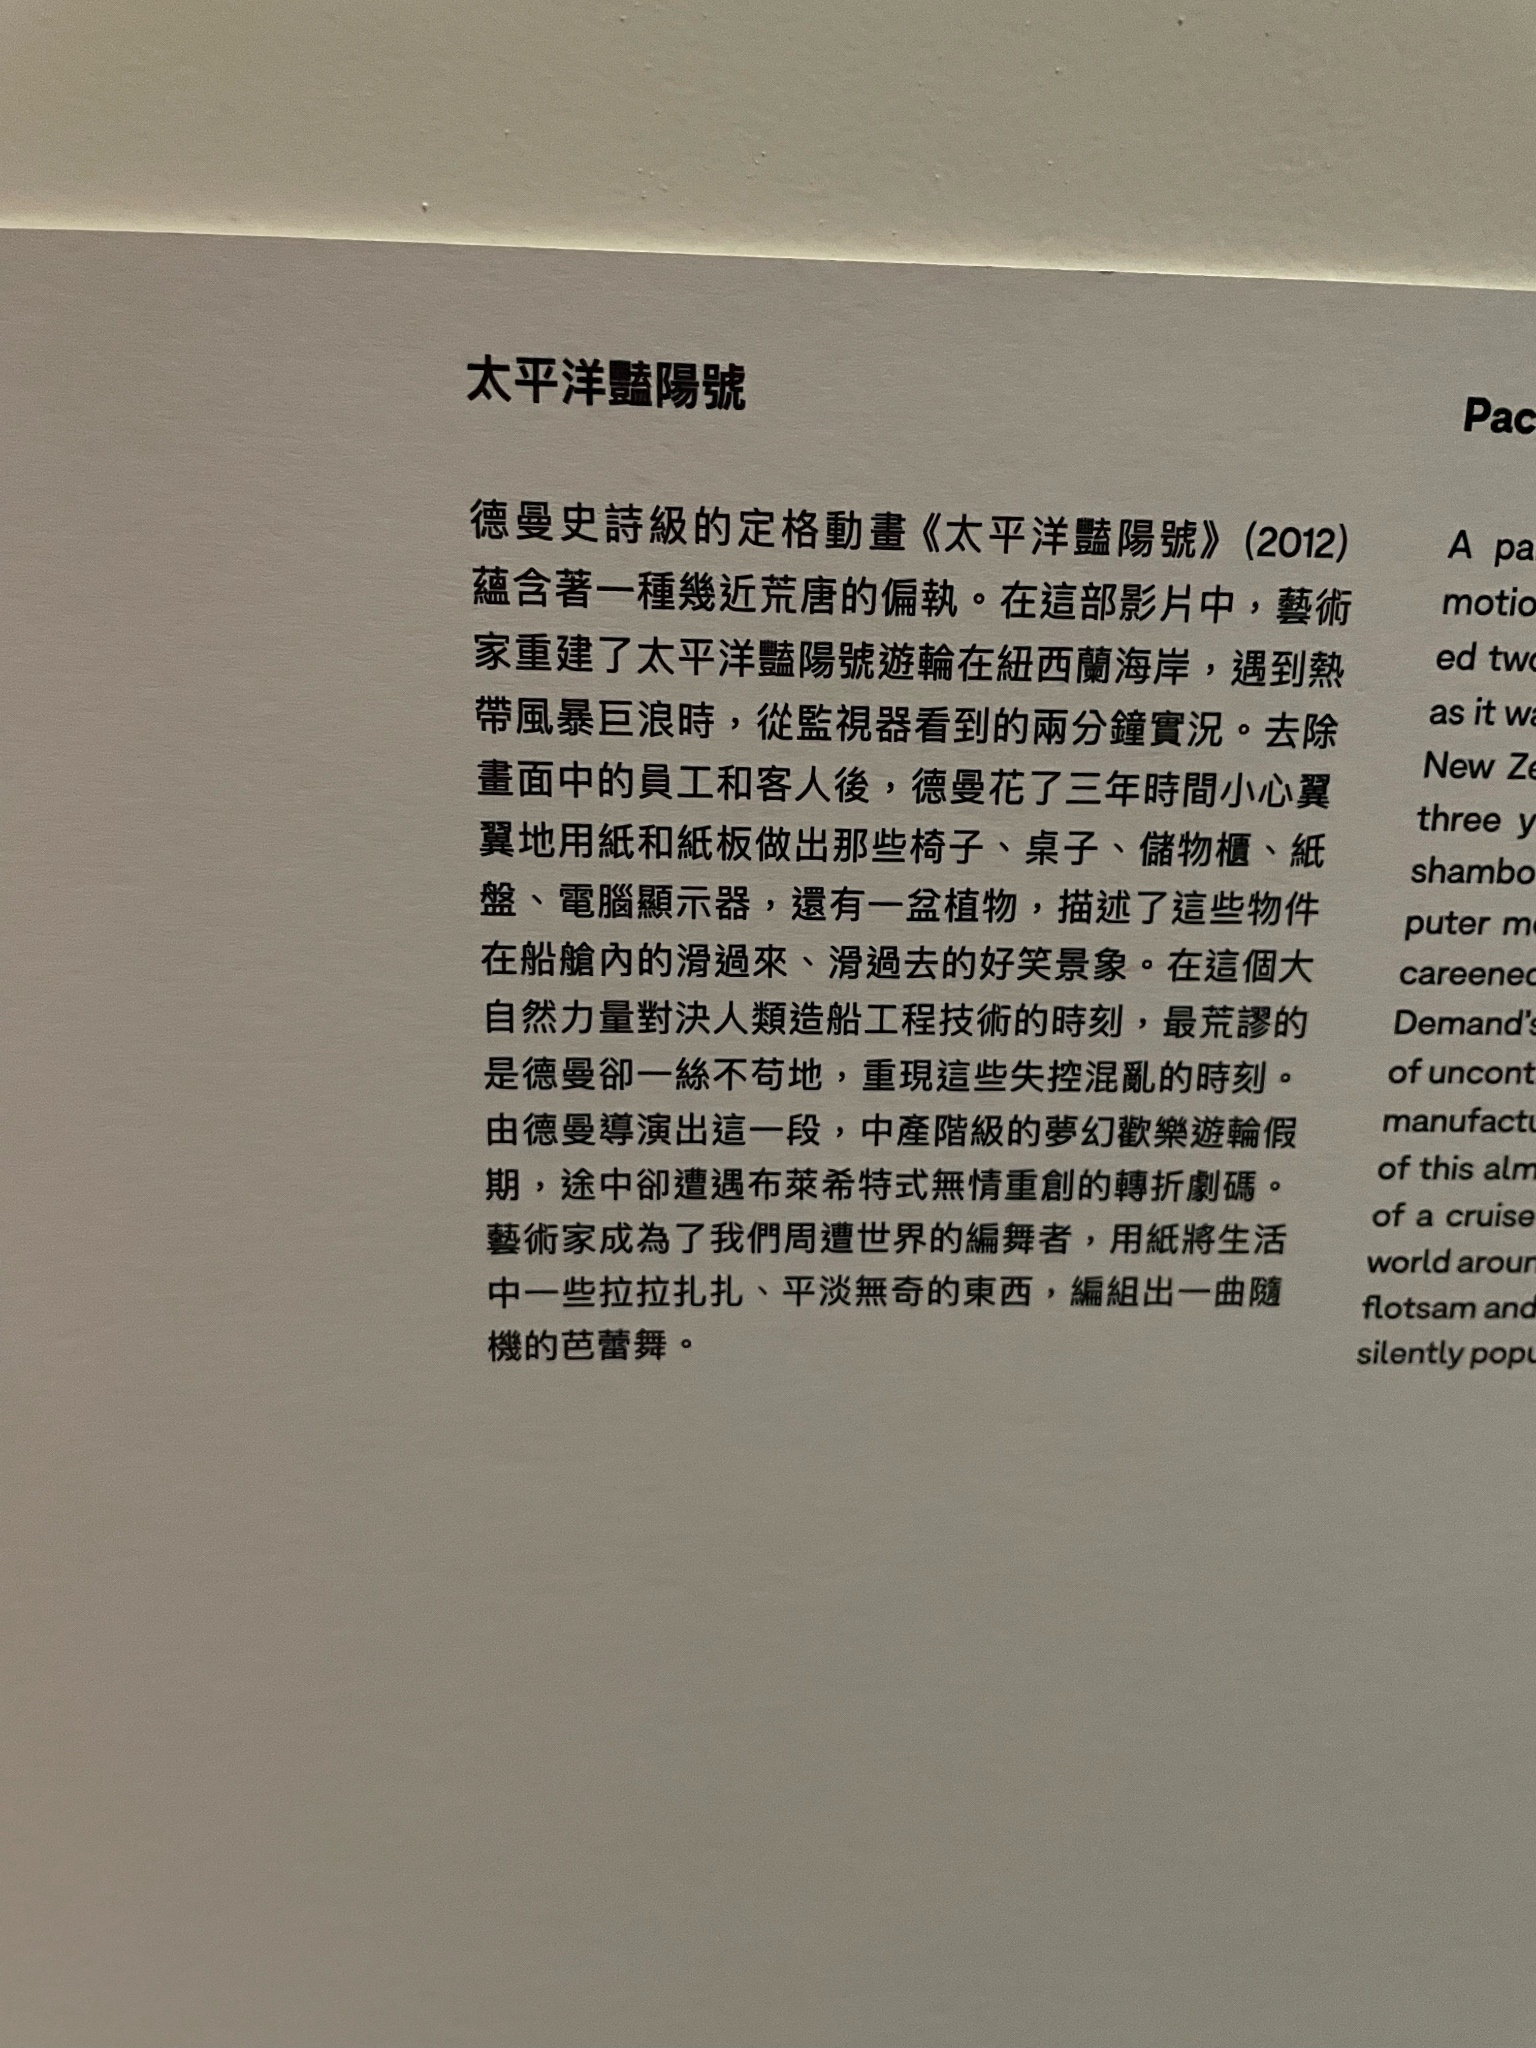 太平洋豔陽號
德曼史詩級的定格動畫《太平洋豔陽號》(2012)
蘊含著一種幾近荒唐的偏執。在這部影片中，藝術
家重建了太平洋豔陽號遊輪在紐西蘭海岸，遇到熱
帶風暴巨浪時，從監視器看到的兩分鐘實況。去除
畫面中的員工和客人後，德曼花了三年時間小心翼
翼地用紙和紙板做出那些椅子、桌子、儲物櫃、紙
盤、電腦顯示器，還有一盆植物，描述了這些物件
在船艙內的滑過來、滑過去的好笑景象。在這個大
自然力量對決人類造船工程技術的時刻，最荒謬的
是德曼卻一絲不苟地，重現這些失控混亂的時刻。
由德曼導演出這一段，中產階級的夢幻歡樂遊輪假
期，途中卻遭遇布萊希特式無情重創的轉折劇碼。
藝術家成為了我們周遭世界的編舞者，用紙將生活
中一些拉拉扎扎、平淡無奇的東西，編組出一曲隨
機的芭蕾舞。
Pac
A pa
motio
ed two
as it wa
New Ze
three y
shambo
puter mo
careened
Demand's
of uncont
manufactu
of this alm
of a cruise
world aroun
flotsam and
silently popu